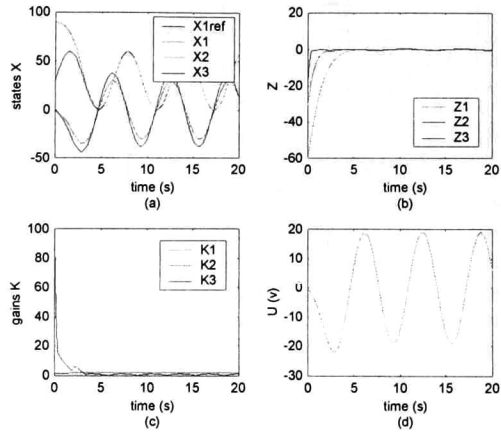 100
50
0
-50
states X
X1ref
X1
X2
X3
0 5 10 15 20
time (s)
(a)
20
0
-20
-40
-60
Z
Z1
Z2
Z3
0 5 10 15 20
time (s)
(b)
100
80
60
40
20
0
gains K
K1
K2
K3
0 5 10 15 20
time (s)
(c)
20
10
0
-10
-20
-30
U (v)
0 5 10 15 20
time (s)
(d)